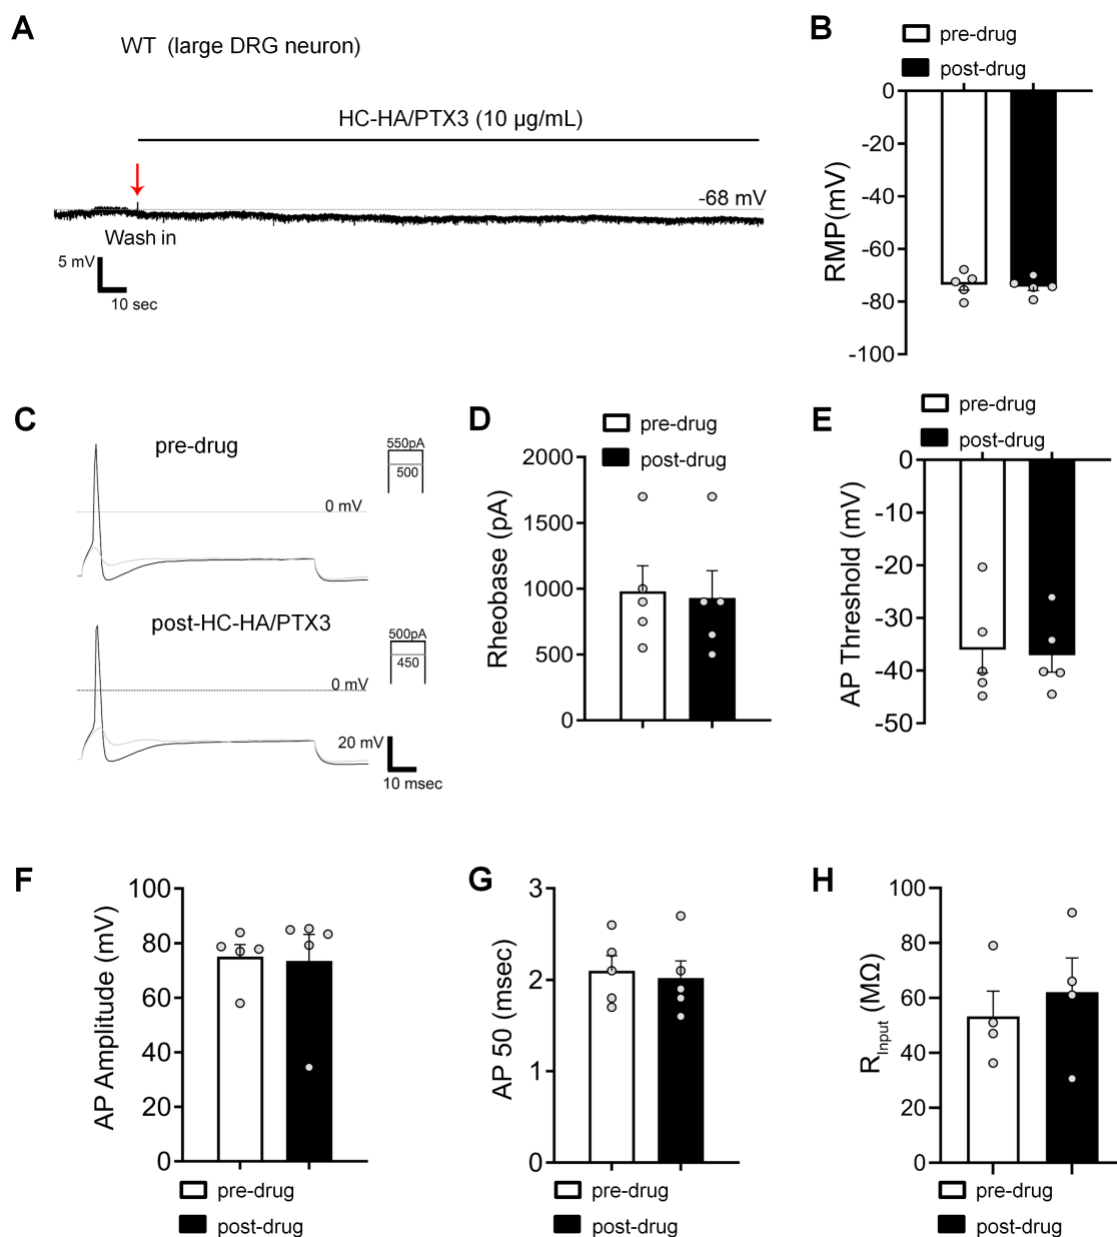 A
WT (large DRG neuron)
HC-HA/PTX3 (10 µg/mL)
-68 mV
Wash in
5 mV
10 sec
B
pre-drug
post-drug
0
-20
-40
-60
-80
-100
RMP(mV)
C
pre-drug
550pA
500
0 mV
post-HC-HA/PTX3
500pA
450
0 mV
20 mV
10 msec
D
pre-drug
post-drug
2000
1500
1000
500
0
Rheobase (pA)
E
pre-drug
post-drug
0
-10
-20
-30
-40
-50
AP Threshold (mV)
F
100
80
60
40
20
0
AP Amplitude (mV)
pre-drug
post-drug
G
3
2
1
0
AP 50 (msec)
pre-drug
post-drug
H
100
80
60
40
20
0
RInput (MΩ)
pre-drug
post-drug